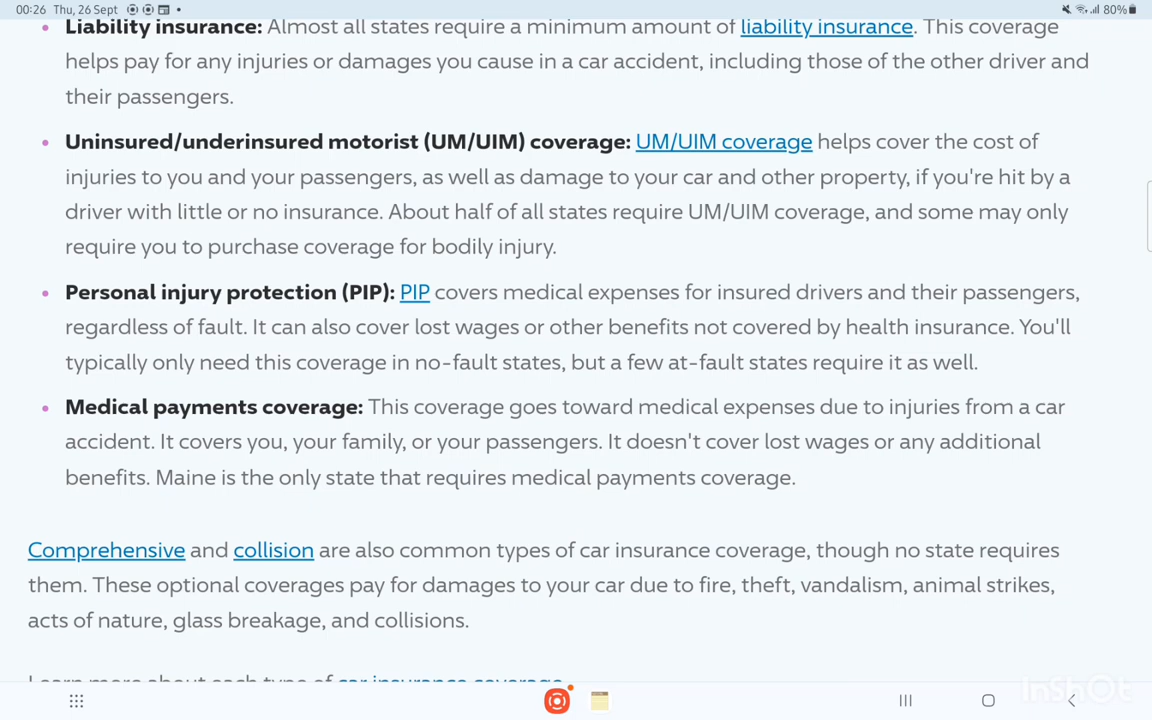 00:26 Thu, 26 Sept
80%
Liability insurance: Almost all states require a minimum amount of liability insurance. This coverage
helps pay for any injuries or damages you cause in a car accident, including those of the other driver and
their passengers.
Uninsured/underinsured motorist (UM/UIM) coverage: UM/UIM coverage helps cover the cost of
injuries to you and your passengers, as well as damage to your car and other property, if you're hit by a
driver with little or no insurance. About half of all states require UM/UIM coverage, and some may only
require you to purchase coverage for bodily injury.
Personal injury protection (PIP): PIP covers medical expenses for insured drivers and their passengers,
regardless of fault. It can also cover lost wages or other benefits not covered by health insurance. You'll
typically only need this coverage in no-fault states, but a few at-fault states require it as well.
Medical payments coverage: This coverage goes toward medical expenses due to injuries from a car
accident. It covers you, your family, or your passengers. It doesn't cover lost wages or any additional
benefits. Maine is the only state that requires medical payments coverage.
Comprehensive and collision are also common types of car insurance coverage, though no state requires
them. These optional coverages pay for damages to your car due to fire, theft, vandalism, animal strikes,
acts of nature, glass breakage, and collisions.
Learn more about each type of car insurance coverage.
InShOt